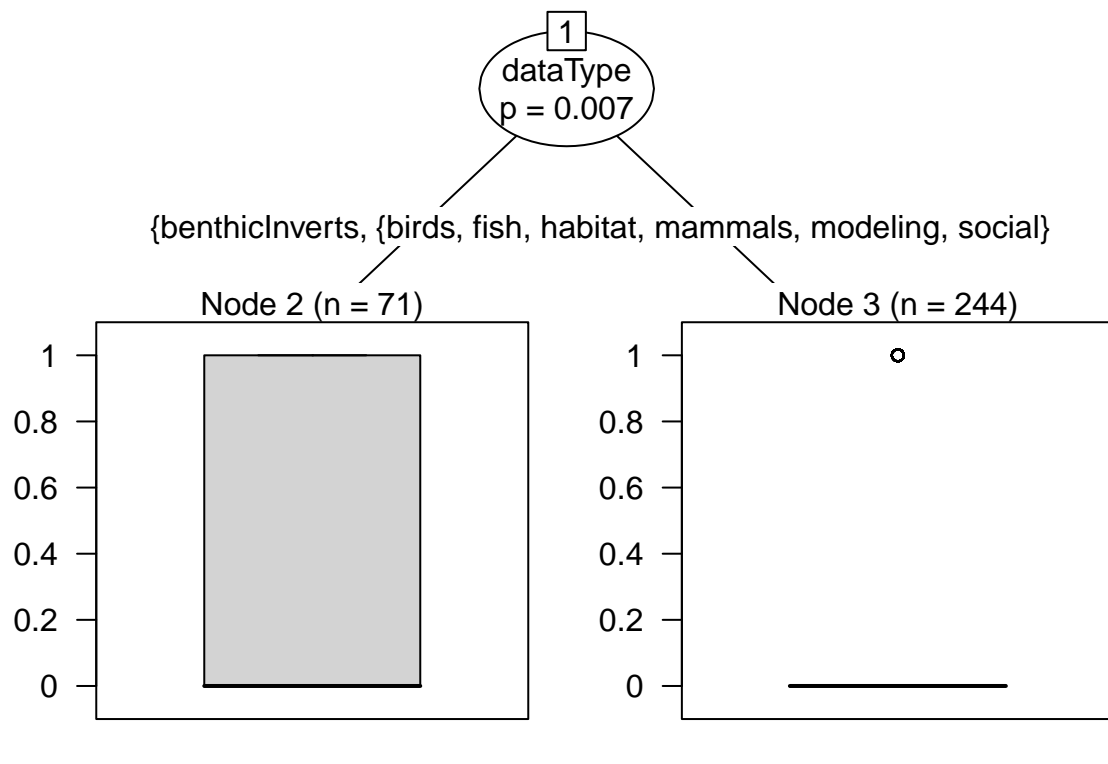 1
dataType
p = 0.007
{benthicInverts, {birds, fish, habitat, mammals, modeling, social}
Node 2 (n = 71)
1
0.8
0.6
0.4
0.2
0
Node 3 (n = 244)
1
0.8
0.6
0.4
0.2
0